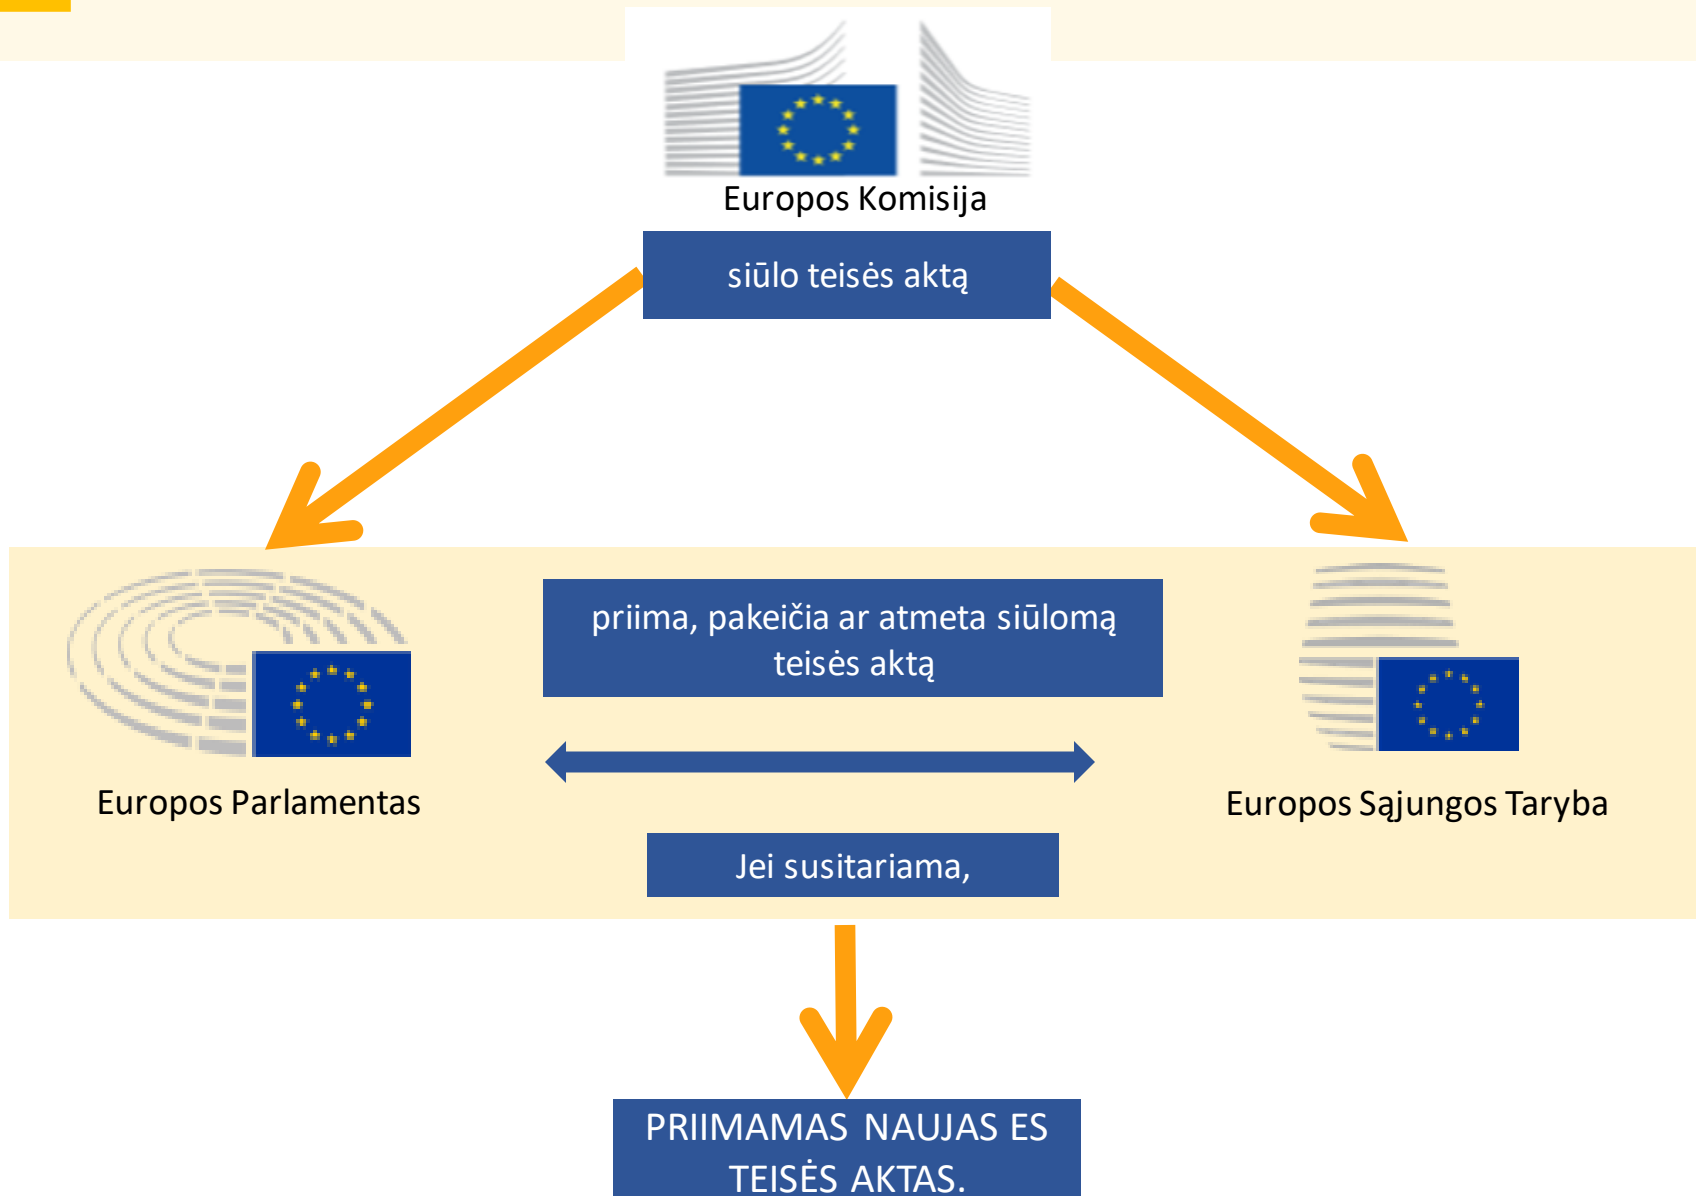 Europos Komisija
siūlo teisės aktą
priima, pakeičia ar atmeta siūlomą
teisės aktą
Europos Parlamentas
Europos Sąjungos Taryba
Jei susitariama,
PRIIMAMAS NAUJAS ES
TEISĖS AKTAS.